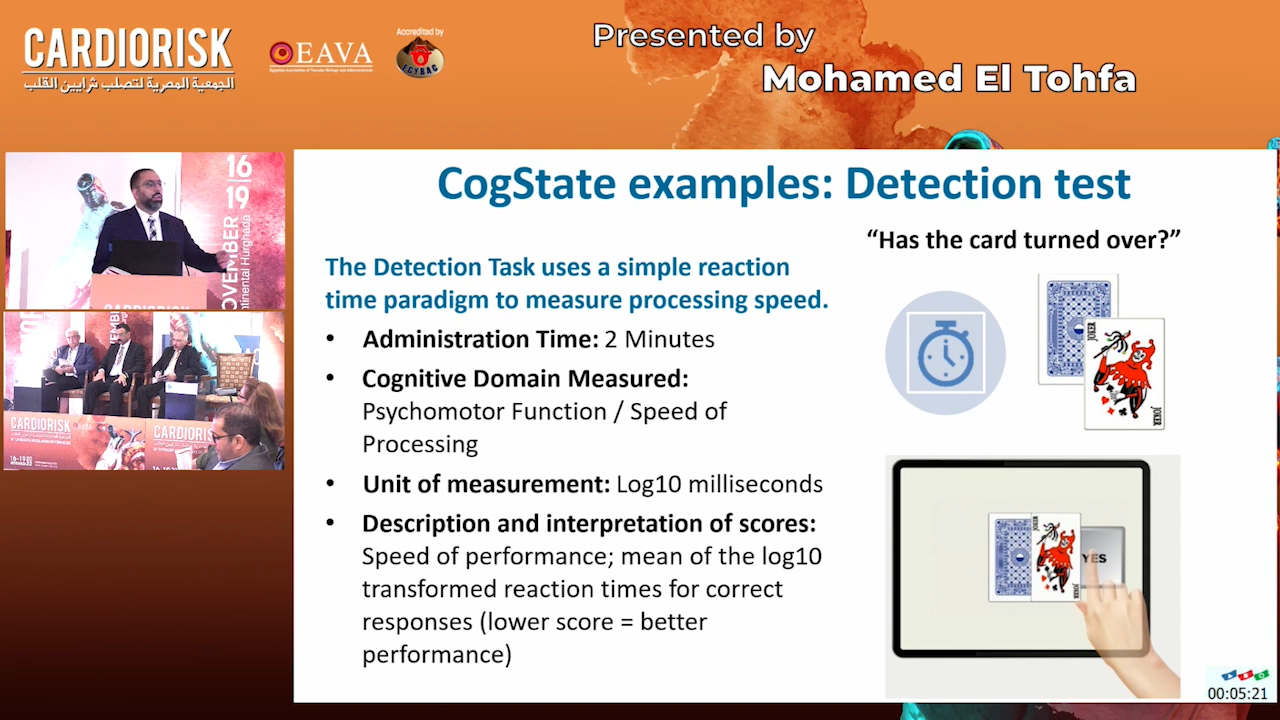 CARDIORISK
الجمعية المصرية لتصلب شرايين القلب
EAVA
Accredited by
EGYBAC
Presented by
Mohamed El Tohfa
16
19
NOVEMBER
CARDIORISK
CogState examples: Detection test
“Has the card turned over?”
The Detection Task uses a simple reaction
time paradigm to measure processing speed.
• Administration Time: 2 Minutes
• Cognitive Domain Measured:
Psychomotor Function / Speed of
Processing
• Unit of measurement: Log10 milliseconds
• Description and interpretation of scores:
Speed of performance; mean of the log10
transformed reaction times for correct
responses (lower score = better
performance)
JOKER
JOKER
JOKER
JOKER
YES
00:05:21